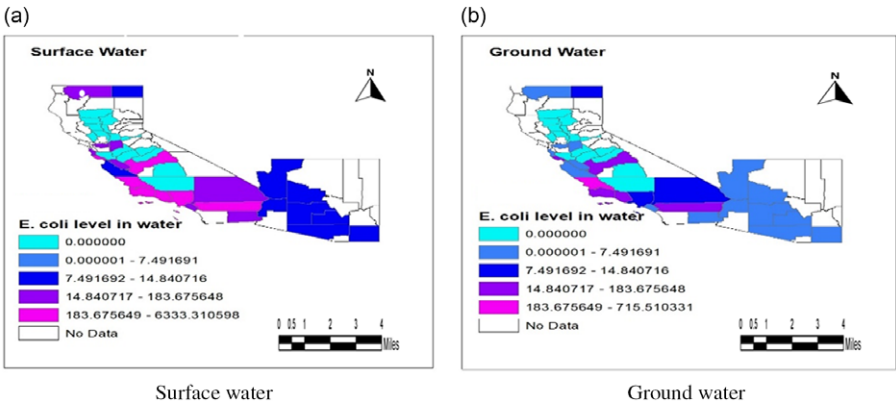 (a)
Surface Water
N
E. coli level in water
0.000000
0.000001 - 7.491691
7.491692 - 14.840716
14.840717 - 183.675648
183.675649 - 6333.310598
No Data
0 0.5 1 2 3 4
Miles
Surface water
(b)
Ground Water
N
E. coli level in water
0.000000
0.000001 - 7.491691
7.491692 - 14.840716
14.840717 - 183.675648
183.675649 - 715.510331
No Data
0 0.5 1 2 3 4
Miles
Ground water